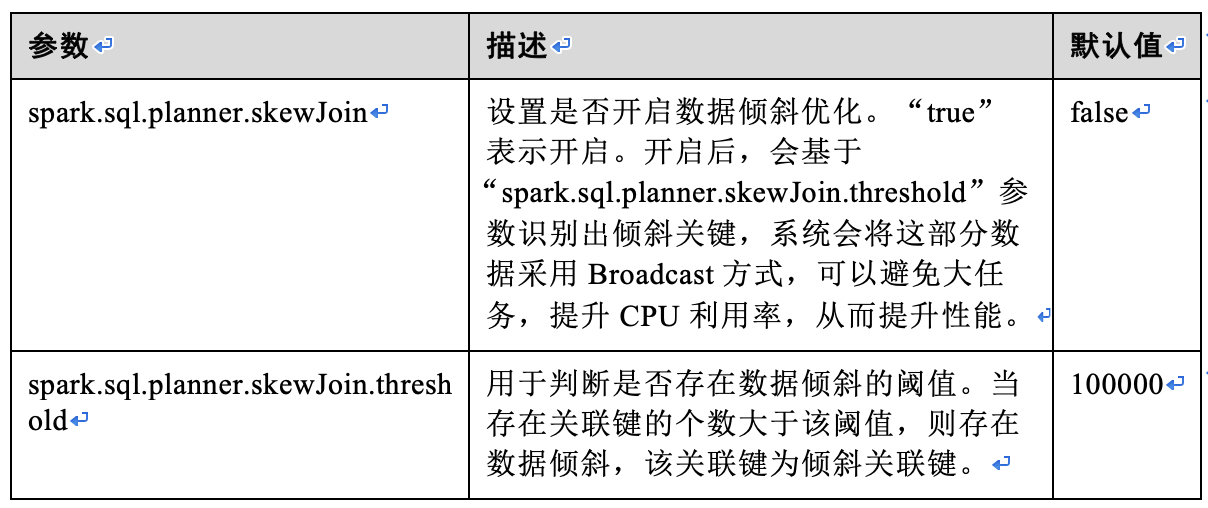 参数
描述
默认值
spark.sql.planner.skewJoin
设置是否开启数据倾斜优化。“true”
表示开启。开启后，会基于
“spark.sql.planner.skewJoin.threshold”参
数识别出倾斜关键，系统会将这部分数
据采用 Broadcast 方式，可以避免大任
务，提升 CPU 利用率，从而提升性能。
false
spark.sql.planner.skewJoin.thresh
old
用于判断是否存在数据倾斜的阈值。当
存在关联键的个数大于该阈值，则存在
数据倾斜，该关联键为倾斜关联键。
100000